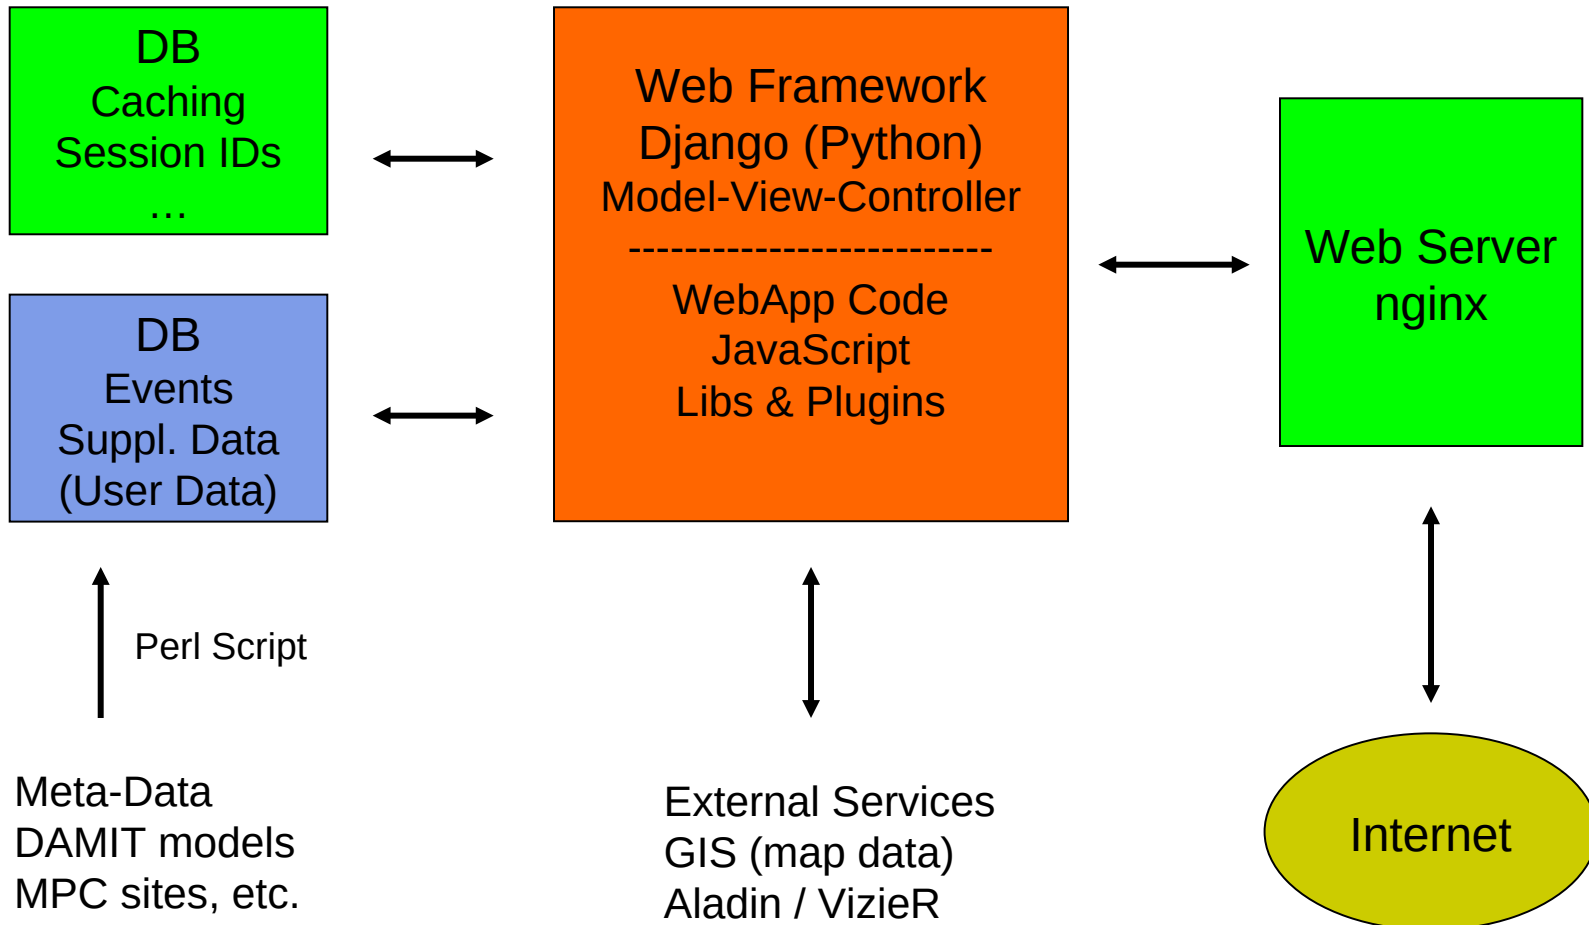 DB
Caching
Session IDs
…
DB
Events
Suppl. Data
(User Data)
Perl Script
Meta-Data
DAMIT models
MPC sites, etc.
Web Framework
Django (Python)
Model-View-Controller
--------------------------
WebApp Code
JavaScript
Libs & Plugins
External Services
GIS (map data)
Aladin / VizieR
Web Server
nginx
Internet